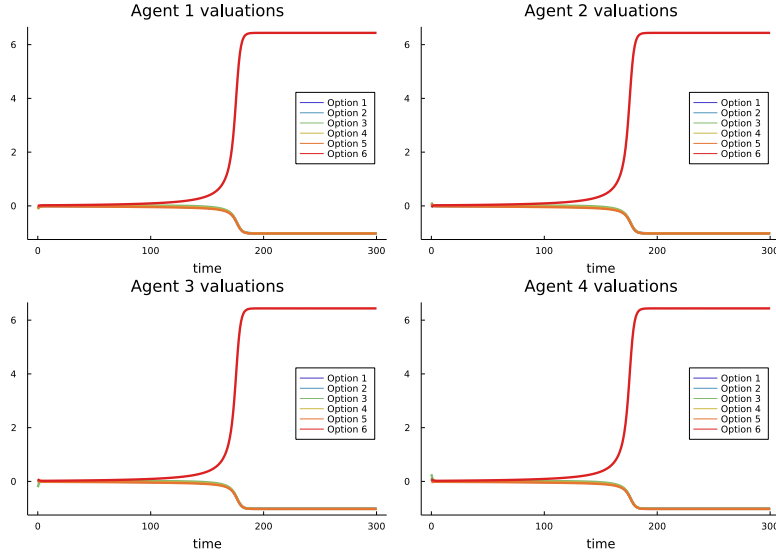 Agent 1 valuations
6
4
2
0
0
100
200
300
time
Option 1
Option 2
Option 3
Option 4
Option 5
Option 6
Agent 2 valuations
6
4
2
0
0
100
200
300
time
Option 1
Option 2
Option 3
Option 4
Option 5
Option 6
Agent 3 valuations
6
4
2
0
0
100
200
300
time
Option 1
Option 2
Option 3
Option 4
Option 5
Option 6
Agent 4 valuations
6
4
2
0
0
100
200
300
time
Option 1
Option 2
Option 3
Option 4
Option 5
Option 6